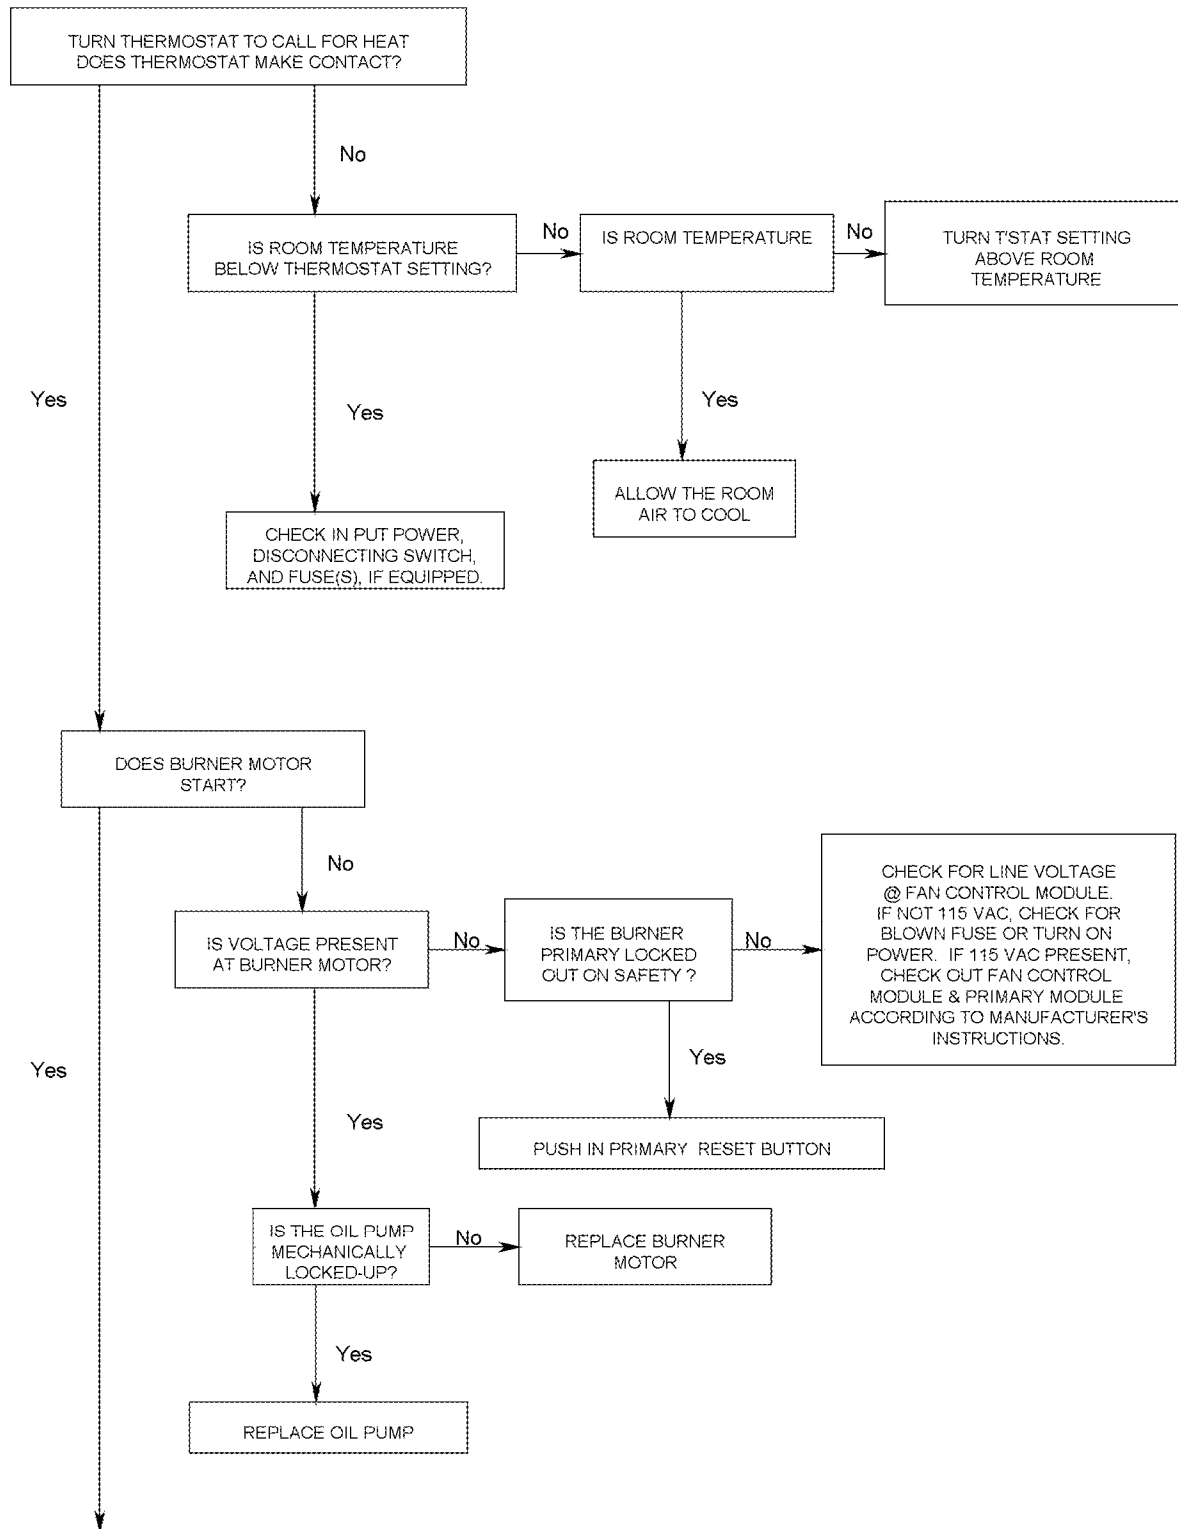 TURN THERMOSTAT TO CALL FOR HEAT
DOES THERMOSTAT MAKE CONTACT?
No
IS ROOM TEMPERATURE
BELOW THERMOSTAT SETTING?
No
IS ROOM TEMPERATURE
No
TURN T'STAT SETTING
ABOVE ROOM
TEMPERATURE
Yes
Yes
Yes
ALLOW THE ROOM
AIR TO COOL
CHECK IN PUT POWER,
DISCONNECTING SWITCH,
AND FUSE(S), IF EQUIPPED.
DOES BURNER MOTOR
START?
No
IS VOLTAGE PRESENT
AT BURNER MOTOR?
No
IS THE BURNER
PRIMARY LOCKED
OUT ON SAFETY ?
No
CHECK FOR LINE VOLTAGE
@ FAN CONTROL MODULE.
IF NOT 115 VAC, CHECK FOR
BLOWN FUSE OR TURN ON
POWER.  IF 115 VAC PRESENT,
CHECK OUT FAN CONTROL
MODULE & PRIMARY MODULE
ACCORDING TO MANUFACTURER'S
INSTRUCTIONS.
Yes
Yes
Yes
PUSH IN PRIMARY  RESET BUTTON
IS THE OIL PUMP
MECHANICALLY
LOCKED-UP?
No
REPLACE BURNER
MOTOR
Yes
REPLACE OIL PUMP